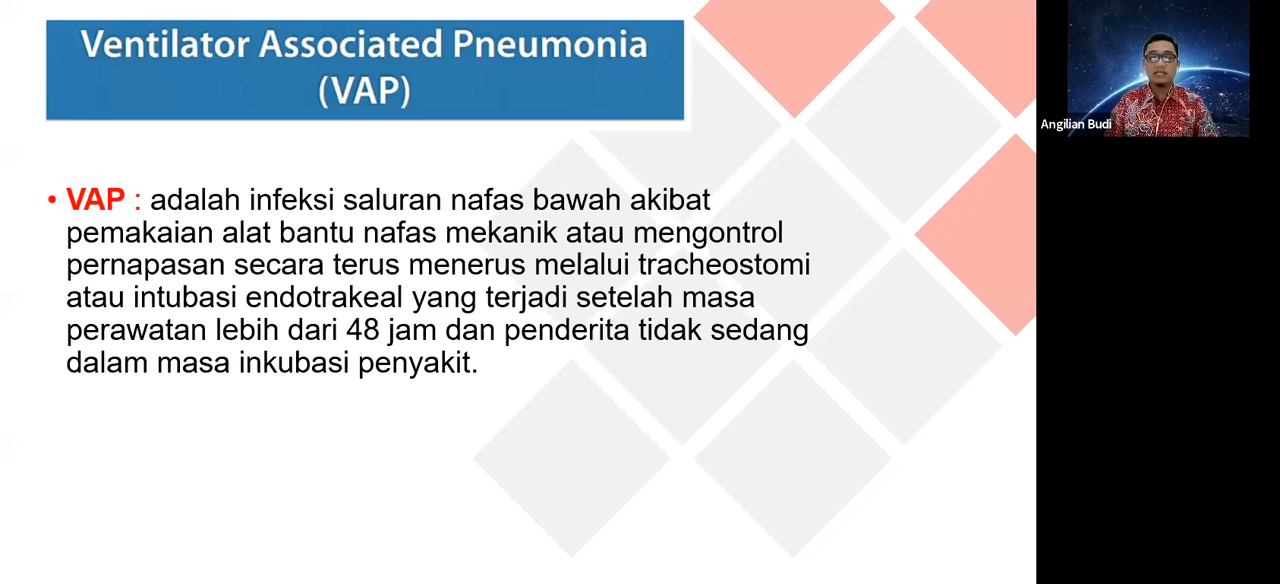 Ventilator Associated Pneumonia
(VAP)
• VAP : adalah infeksi saluran nafas bawah akibat
pemakaian alat bantu nafas mekanik atau mengontrol
pernapasan secara terus menerus melalui tracheostomi
atau intubasi endotrakeal yang terjadi setelah masa
perawatan lebih dari 48 jam dan penderita tidak sedang
dalam masa inkubasi penyakit.
Angilian Budi